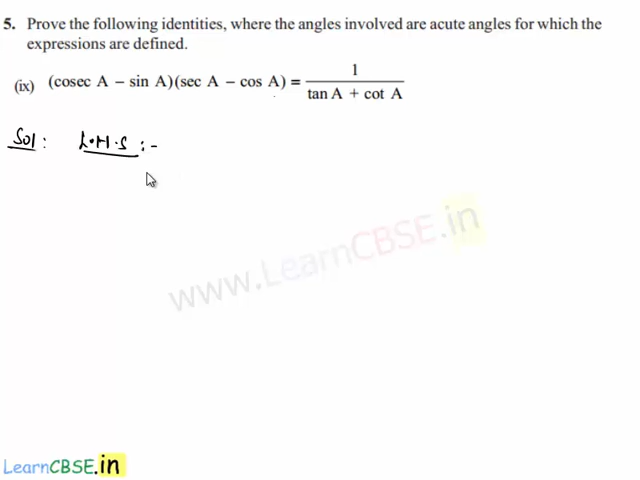 5. Prove the following identities, where the angles involved are acute angles for which the
expressions are defined.
(ix) (cosec A – sin A)(sec A – cos A) = 1 / (tan A + cot A)
Sol: L.H.S :-
www.LearnCBSE.in
LearnCBSE.in